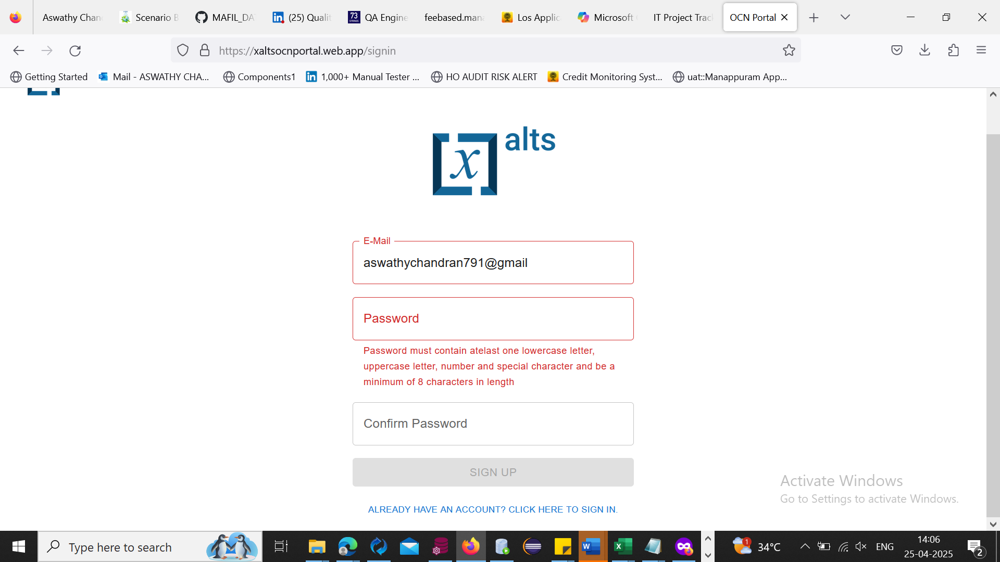 Aswathy Chan
Scenario B
MAFIL_DA
(25) Qualit
QA Engine
feebased.mana
Los Applic
Microsoft
IT Project Trac
OCN Portal
https://xaltsocnportal.web.app/signin
Getting Started
Mail - ASWATHY CHA...
Components1
1,000+ Manual Tester ...
HO AUDIT RISK ALERT
Credit Monitoring Syst...
uat::Manappuram App...
x alts
E-Mail
aswathychandran791@gmail
Password
Password must contain atelast one lowercase letter,
uppercase letter, number and special character and be a
minimum of 8 characters in length
Confirm Password
SIGN UP
ALREADY HAVE AN ACCOUNT? CLICK HERE TO SIGN IN.
Activate Windows
Go to Settings to activate Windows.
Type here to search
1
34°C
ENG
14:06
25-04-2025
2